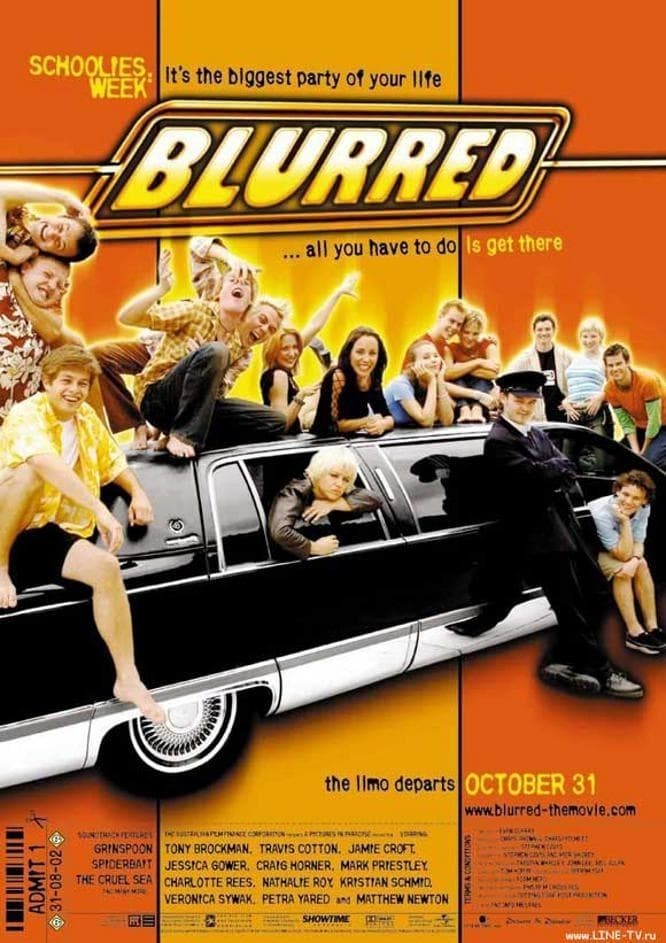 SCHOOLIES WEEK.
It's the biggest party of your life
BLURRED
... all you have to do is get there
the limo departs OCTOBER 31
www.blurred-themovie.com
ADMIT 1
31-08-02
SOUNDTRACK FEATURES
GRINSPOON
SPIDERBAIT
THE CRUEL SEA
AND MANY MORE
THE AUSTRALIAN FILM FINANCE CORPORATION A PICTURES IN PARADISE STARRING
TONY BROCKMAN, TRAVIS COTTON, JAMIE CROFT,
JESSICA GOWER, CRAIG HORNER, MARK PRIESTLEY,
CHARLOTTE REES, NATHALIE ROY, KRISTIAN SCHMID,
VERONICA SYWAK, PETRA YARED and MATTHEW NEWTON
TERMS & CONDITIONS
SHOWTIME
BECKER
www.LINE-TV.ru